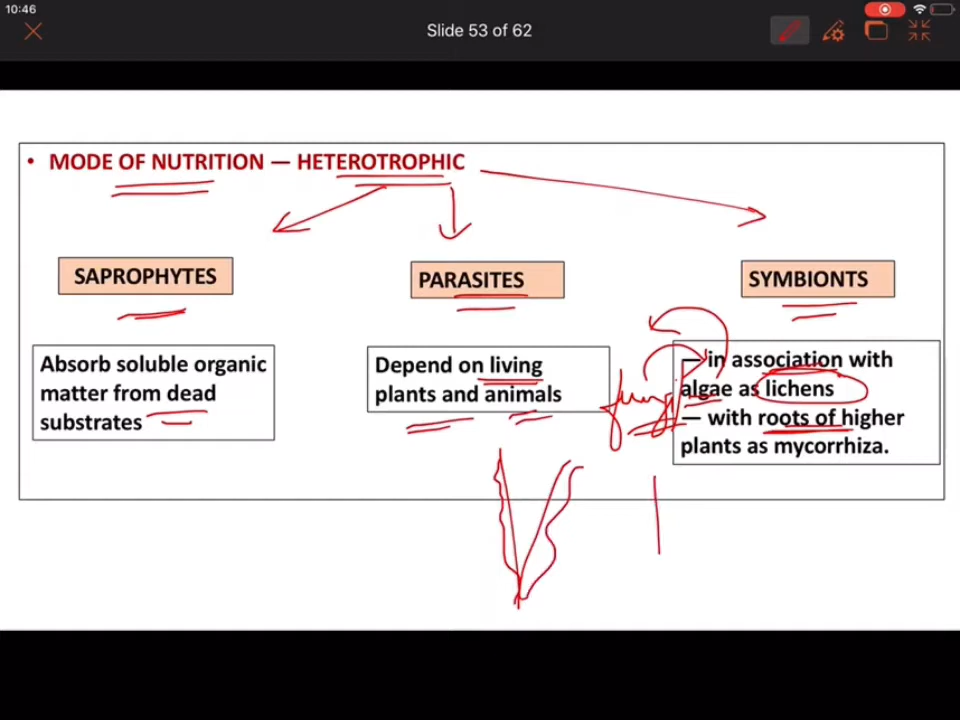 10:46
Slide 53 of 62
• MODE OF NUTRITION — HETEROTROPHIC
SAPROPHYTES
Absorb soluble organic
matter from dead
substrates
PARASITES
Depend on living
plants and animals
fungi
SYMBIONTS
— in association with
algae as lichens
— with roots of higher
plants as mycorrhiza.